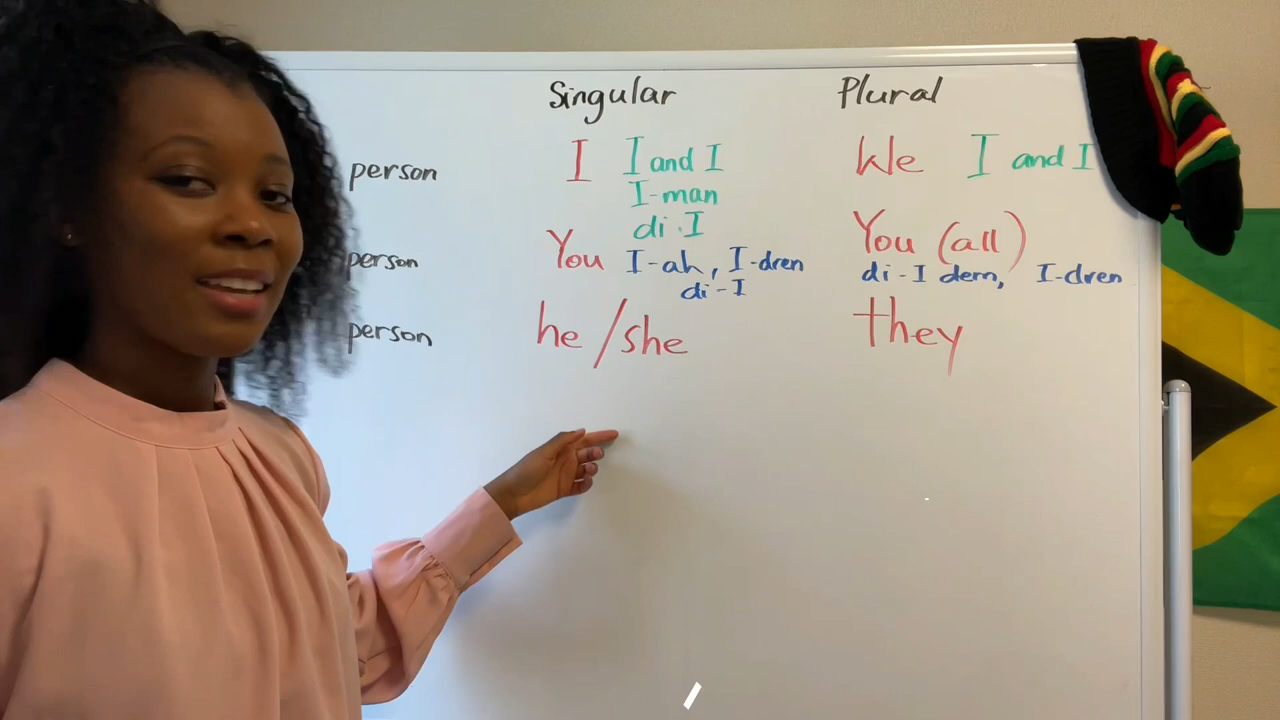 Singular Plural
person I I and I We I and I
I-man
di-I
You You (all)
person I-ah, I-dren di-I dem, I-dren
di-I
person he/she they